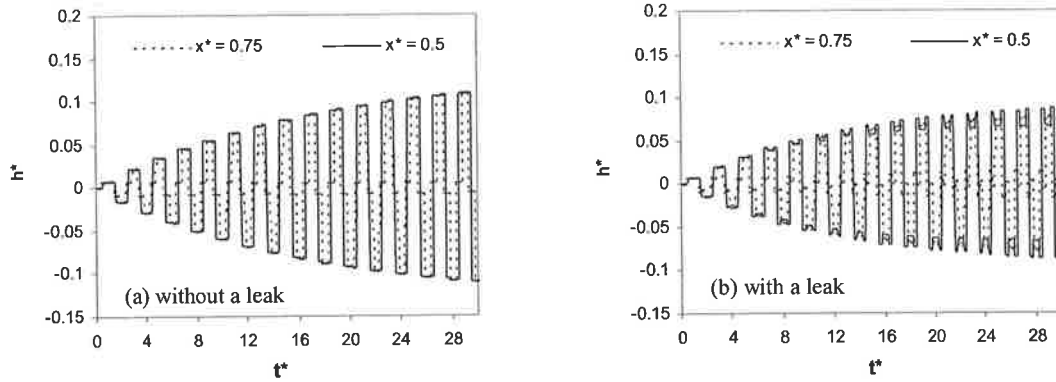 0.2
0.15
0.1
0.05
0
-0.05
-0.1
-0.15
h*
x* = 0.75
x* = 0.5
(a) without a leak
0 4 8 12 16 20 24 28
t*
0.2
0.15
0.1
0.05
0
-0.05
-0.1
-0.15
h*
x* = 0.75
x* = 0.5
(b) with a leak
0 4 8 12 16 20 24 28
t*